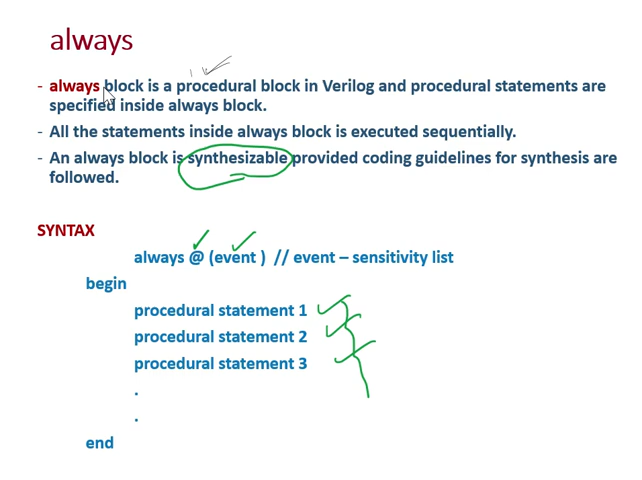 always
- always block is a procedural block in Verilog and procedural statements are
specified inside always block.
- All the statements inside always block is executed sequentially.
- An always block is synthesizable provided coding guidelines for synthesis are
followed.
SYNTAX
always @ (event ) // event – sensitivity list
begin
procedural statement 1
procedural statement 2
procedural statement 3
.
.
end